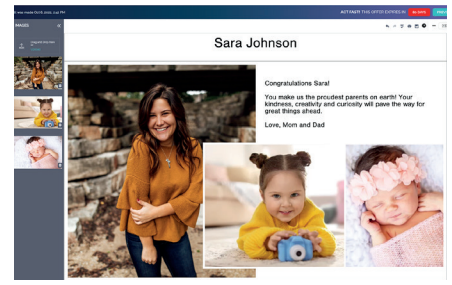 ACT FAST! THIS OFFER EXPIRES IN
IMAGES
Sara Johnson
Congratulations Sara!
You make us the proudest parents on earth! Your
kindness, creativity and curiosity will pave the way for
great things ahead.
Love, Mom and Dad